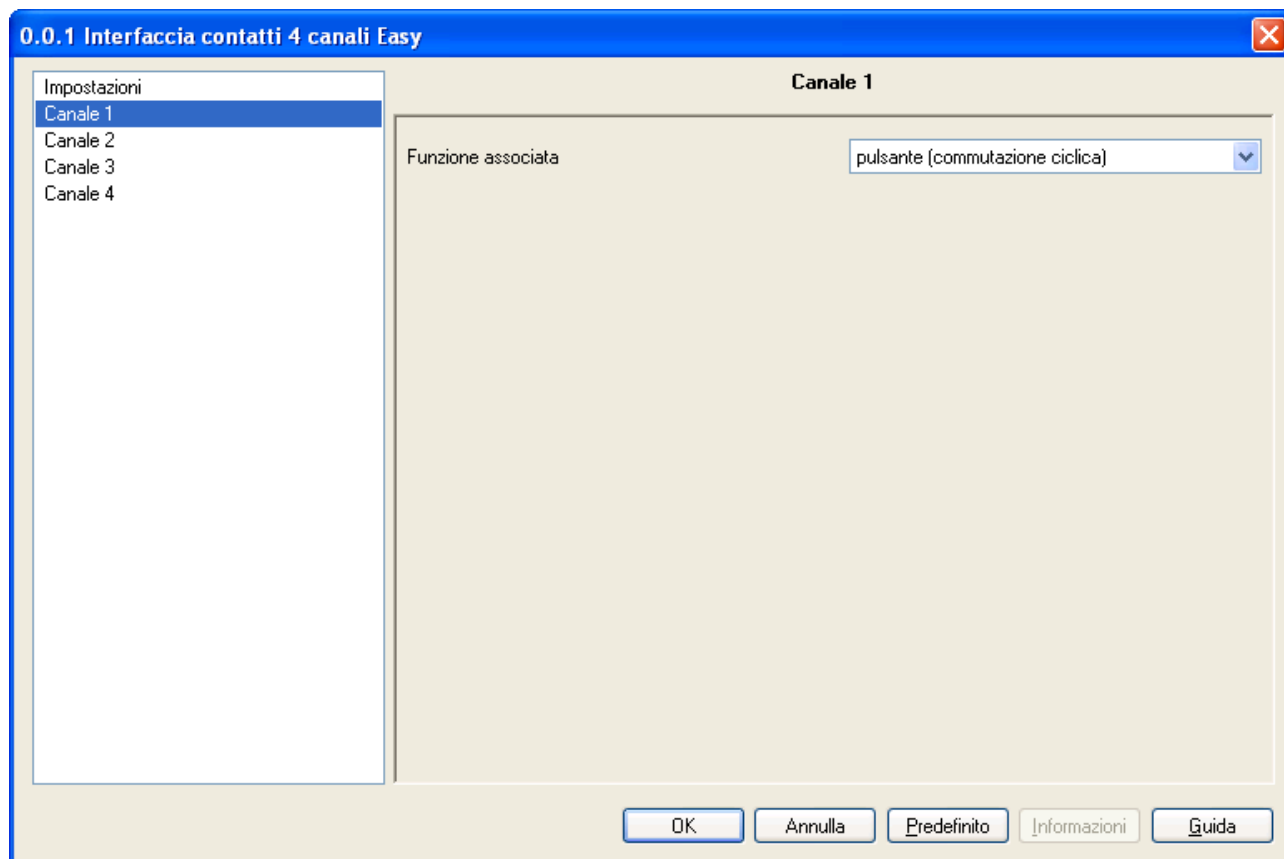 0.0.1 Interfaccia contatti 4 canali Easy
Impostazioni
Canale 1
Canale 2
Canale 3
Canale 4
Canale 1
Funzione associata
pulsante (commutazione ciclica)
OK
Annulla
Predefinito
Informazioni
Guida